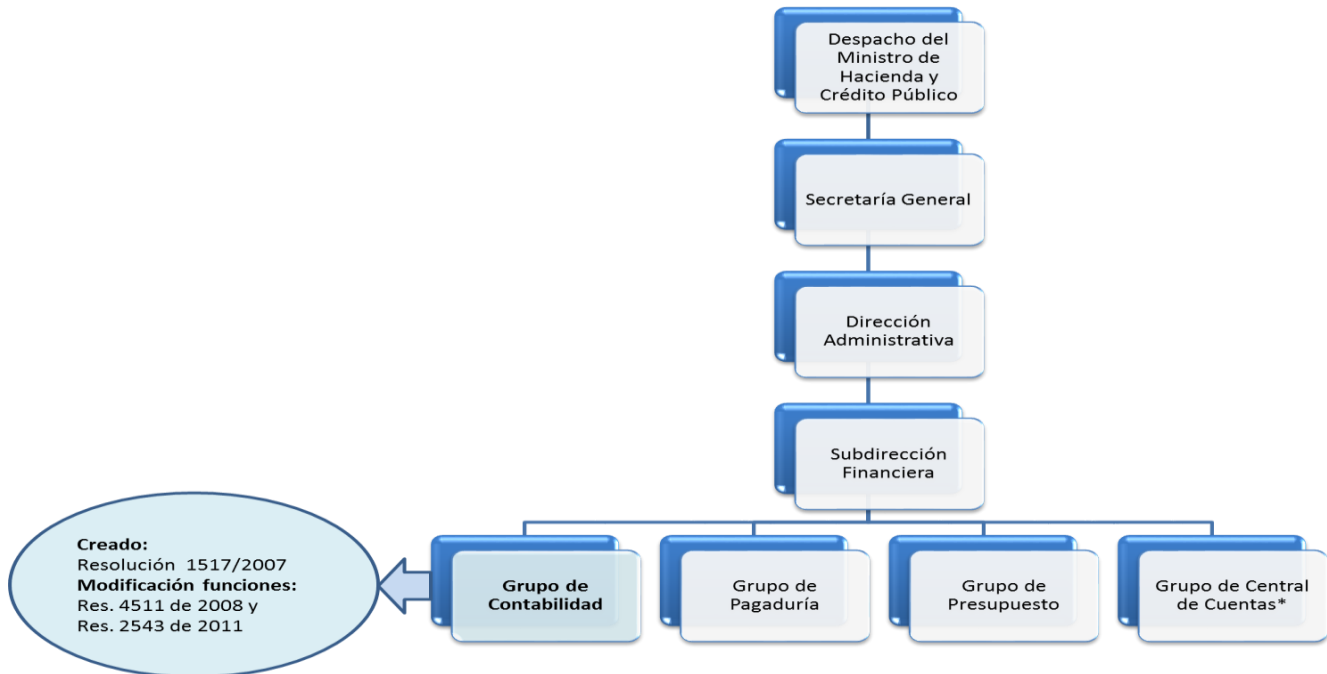 Despacho del
Ministro de
Hacienda y
Crédito Público
Secretaría General
Dirección
Administrativa
Subdirección
Financiera
Creado:
Resolución 1517/2007
Modificación funciones:
Res. 4511 de 2008 y
Res. 2543 de 2011
Grupo de
Contabilidad
Grupo de
Pagaduría
Grupo de
Presupuesto
Grupo de Central
de Cuentas*